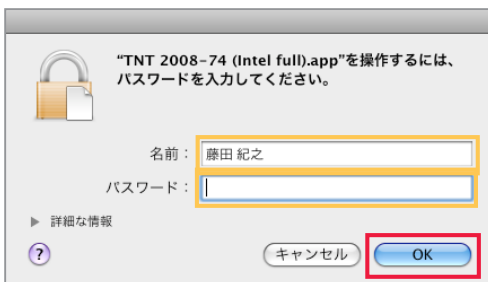 “TNT 2008-74 (Intel full).app”を操作するには、
パスワードを入力してください。
名前：藤田 紀之
パスワード：
▶ 詳細な情報
? キャンセル OK